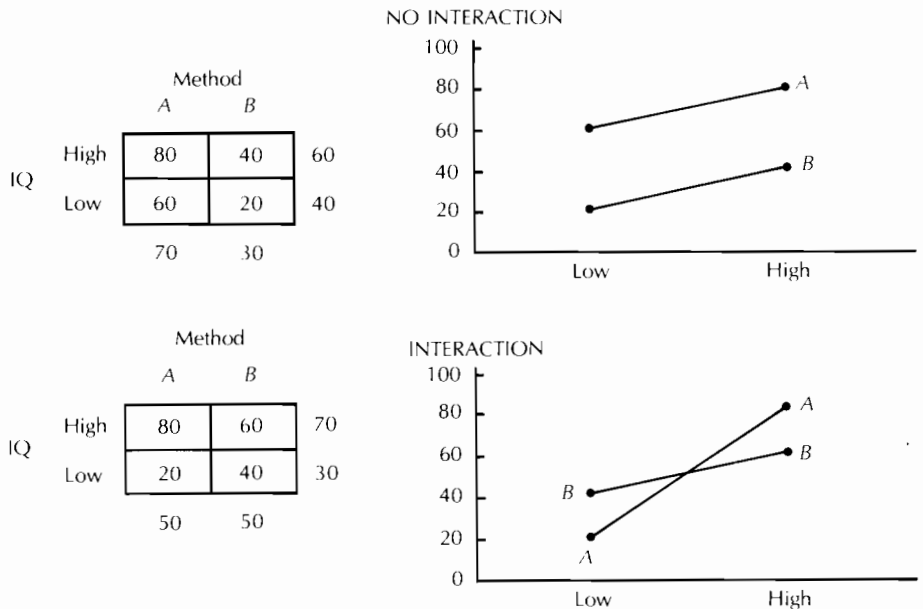 NO INTERACTION
Method
A B
High 80 40 60
IQ
Low 60 20 40
70 30
100
80
60
40
20
0
A
B
Low High
Method
A B
High 80 60 70
IQ
Low 20 40 30
50 50
INTERACTION
100
80
60
40
20
0
A
B
B
A
Low High